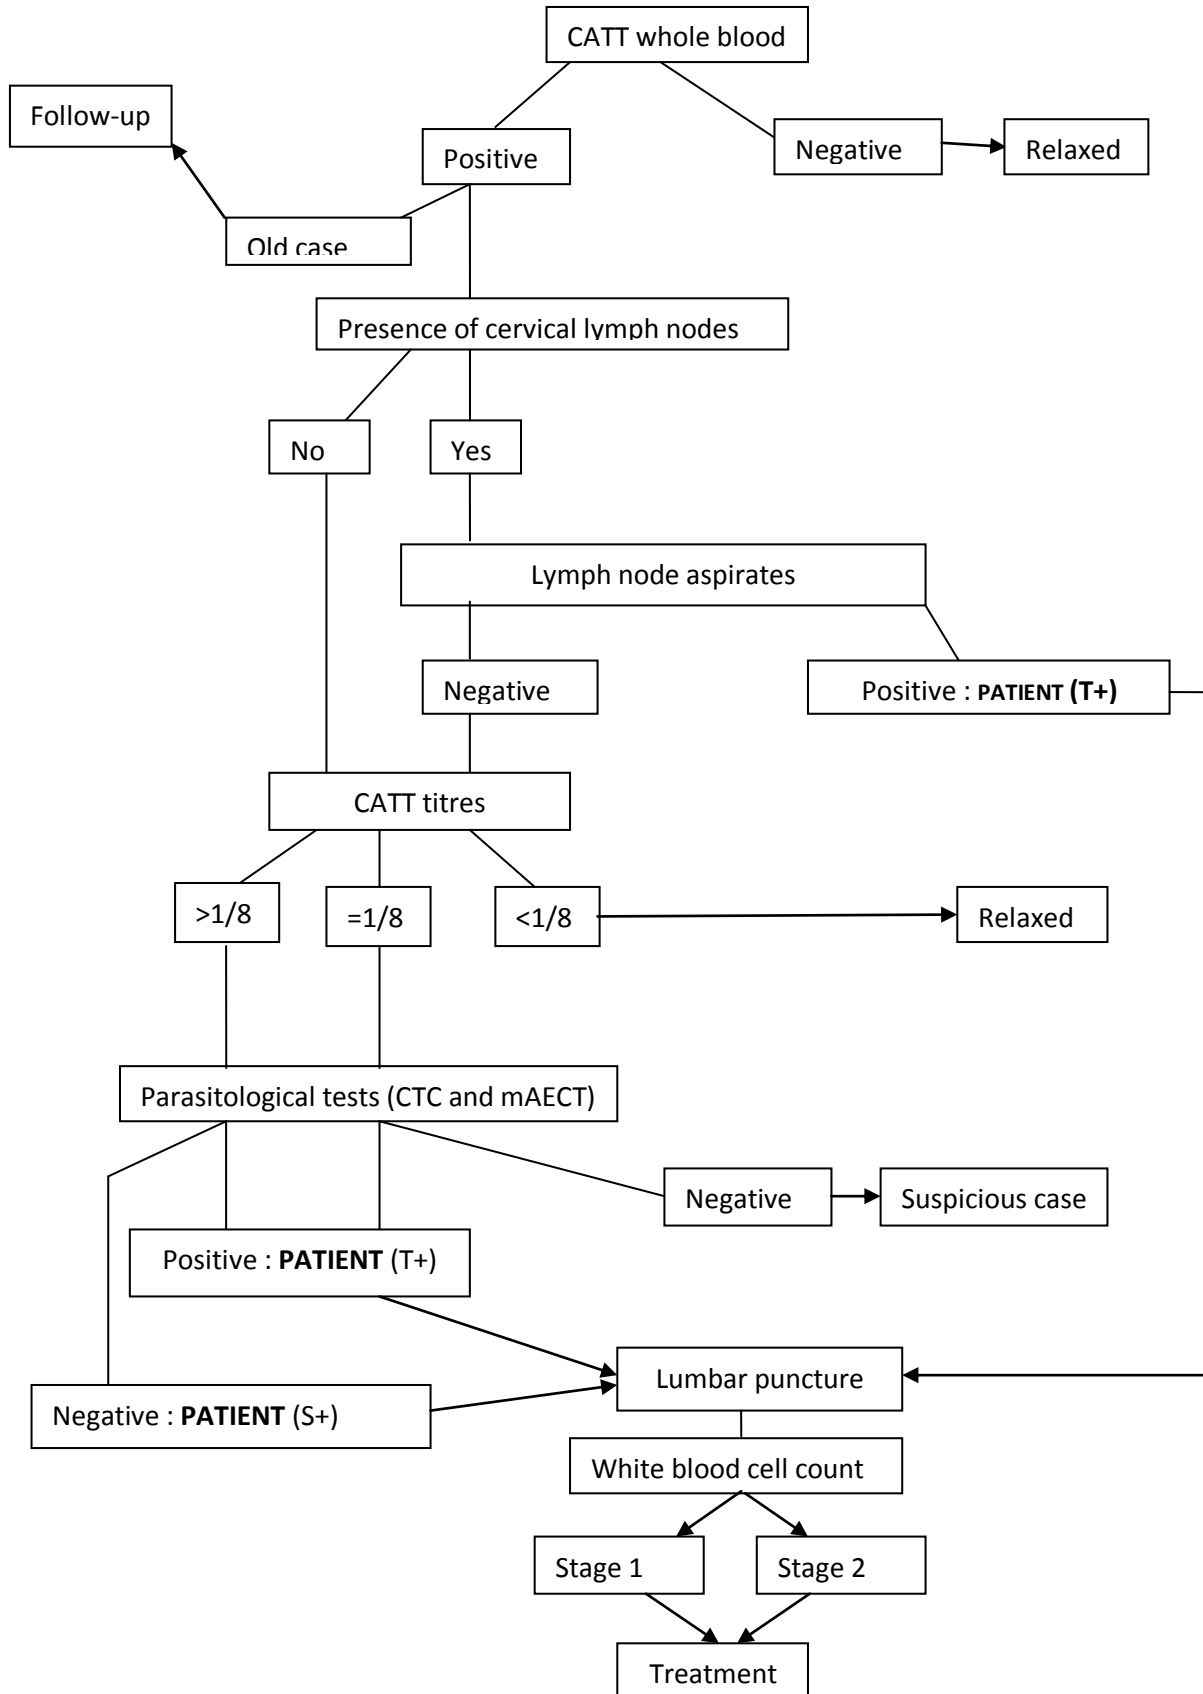 CATT whole blood
Follow-up
Positive
Negative
Relaxed
Old case
Presence of cervical lymph nodes
No
Yes
Lymph node aspirates
Negative
Positive : PATIENT (T+)
CATT titres
>1/8
=1/8
<1/8
Relaxed
Parasitological tests (CTC and mAECT)
Negative
Suspicious case
Positive : PATIENT (T+)
Lumbar puncture
Negative : PATIENT (S+)
White blood cell count
Stage 1
Stage 2
Treatment